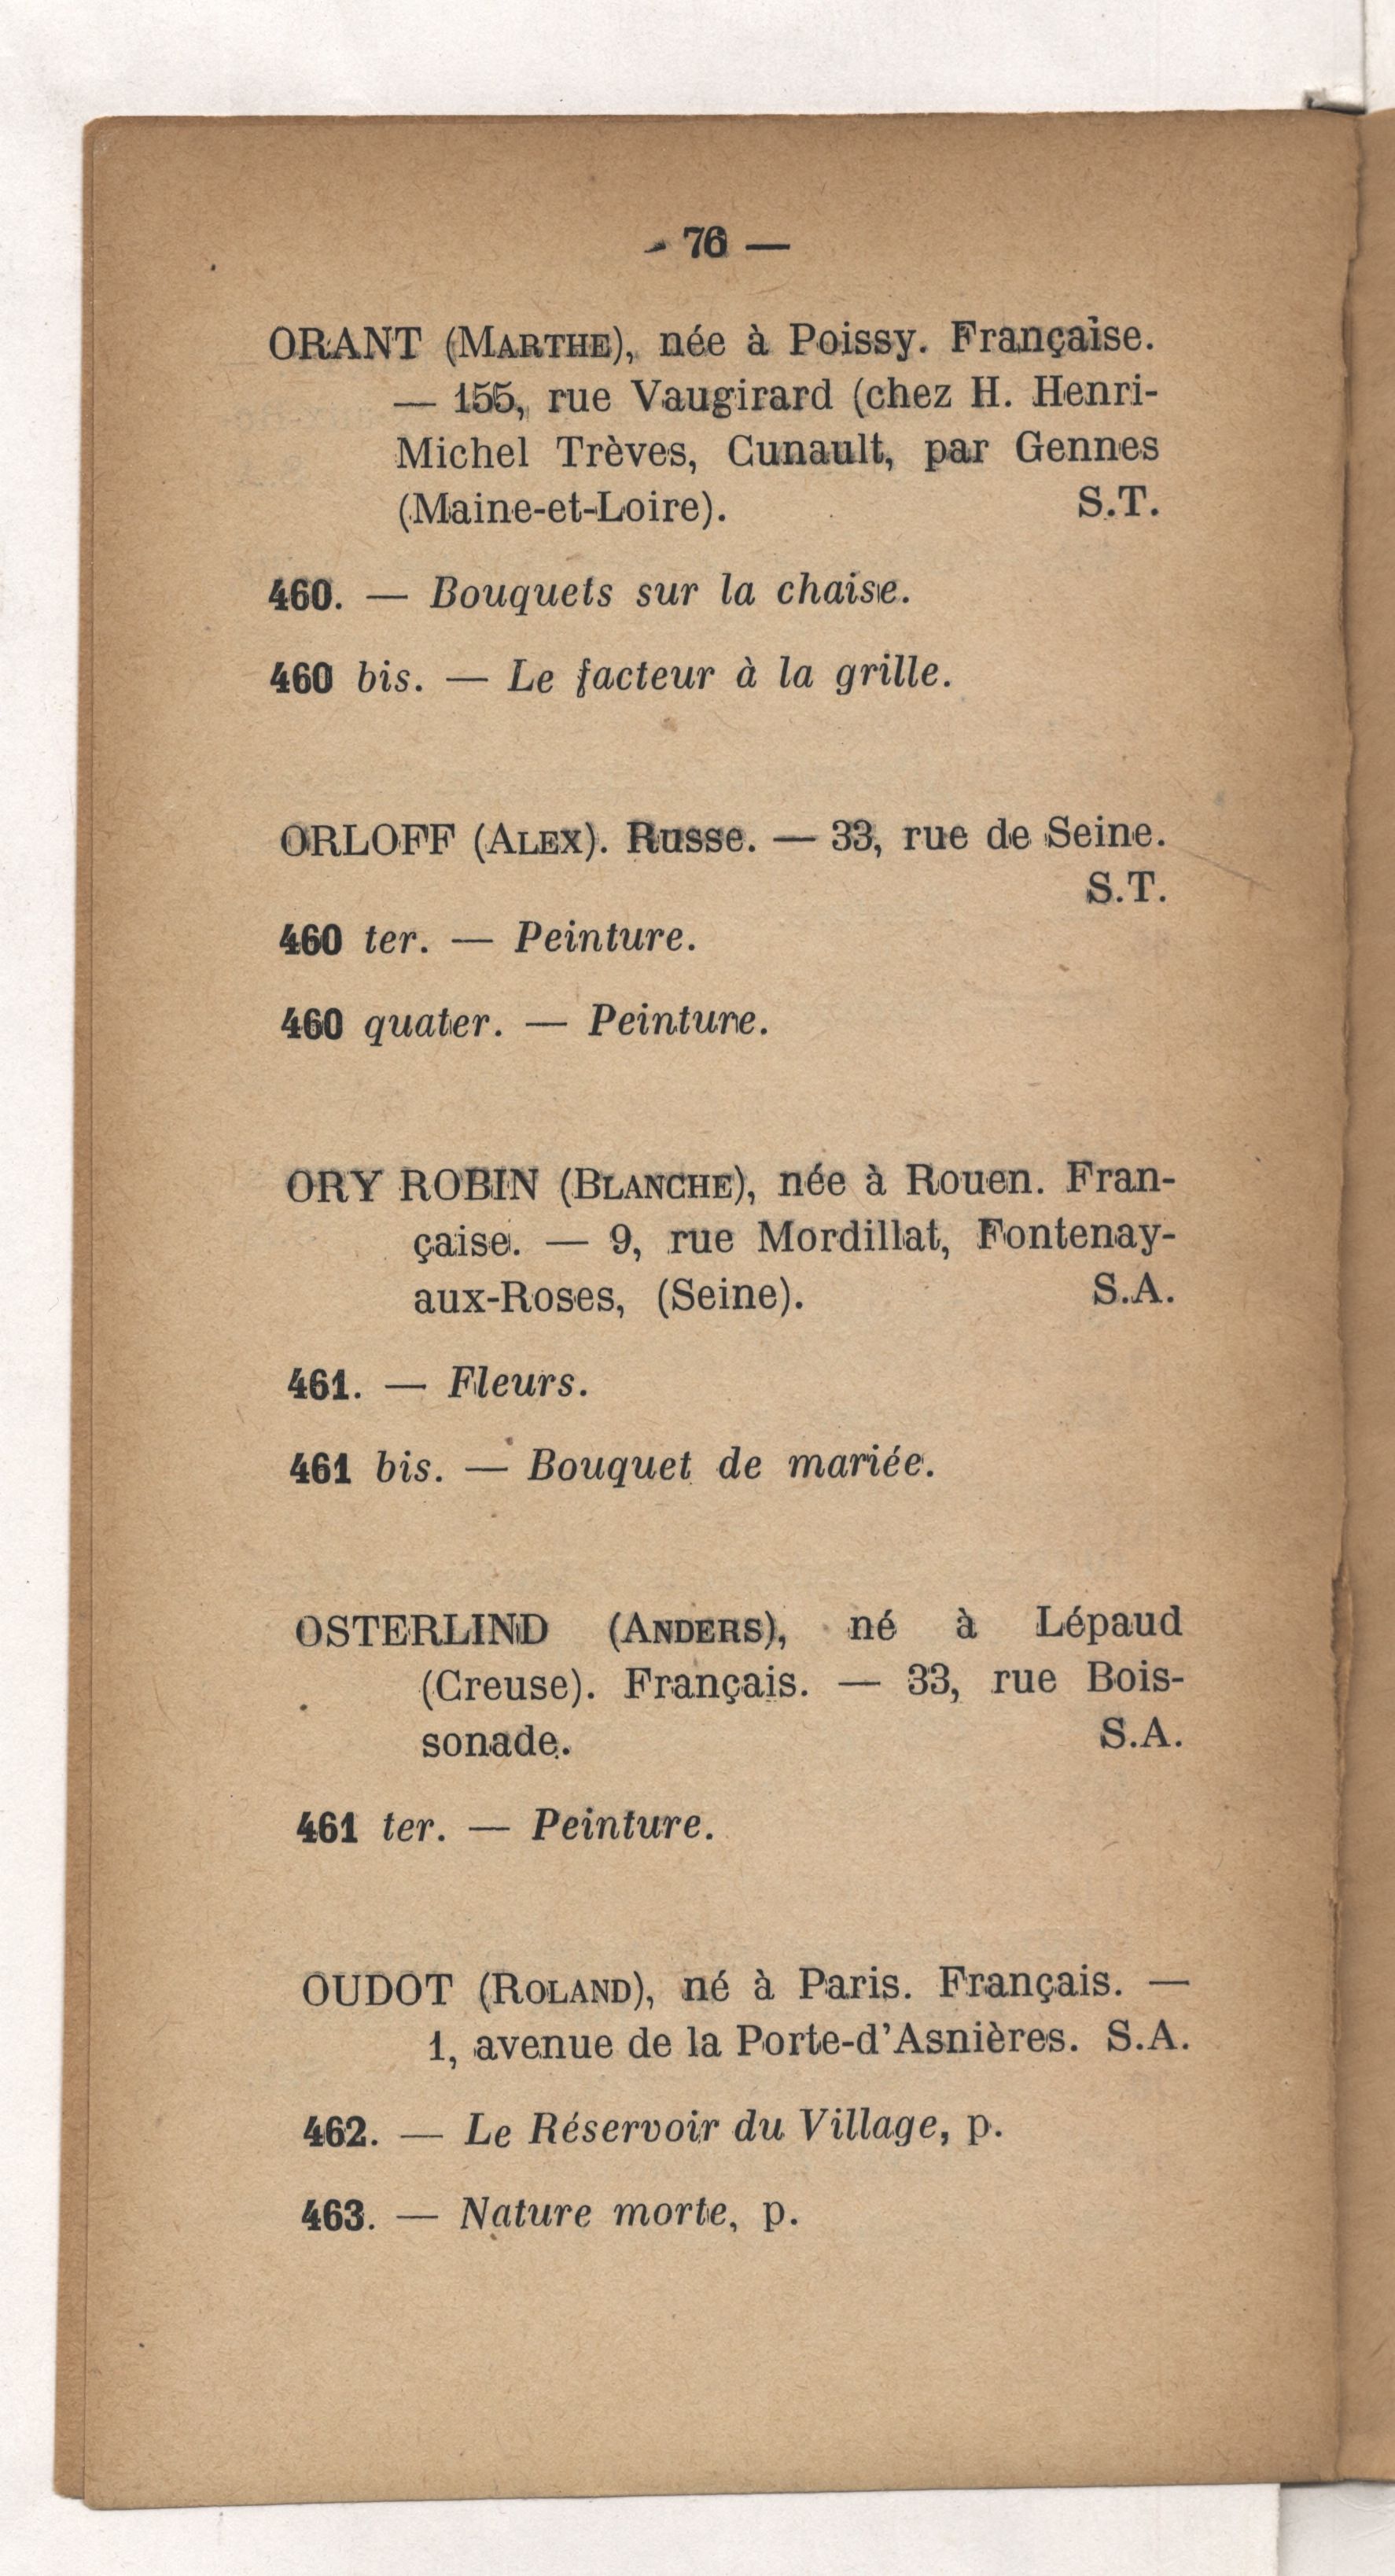 - 76 —
ORANT (MARTHE), née à Poissy. Française.
— 155, rue Vaugirard (chez H. Henri-
Michel Trèves, Cunault, par Gennes
(Maine-et-Loire). S.T.
460. — Bouquets sur la chaise.
460 bis. — Le facteur à la grille.
ORLOFF (ALEX). Russe. — 33, rue de Seine.
S.T.
460 ter. — Peinture.
460 quater. — Peinture.
ORY ROBIN (BLANCHE), née à Rouen. Fran-
çaise. — 9, rue Mordillat, Fontenay-
aux-Roses, (Seine). S.A.
461. — Fleurs.
461 bis. — Bouquet de mariée.
OSTERLIND (ANDERS), né à Lépaud
(Creuse). Français. — 33, rue Bois-
sonade. S.A.
461 ter. — Peinture.
OUDOT (ROLAND), né à Paris. Français. —
1, avenue de la Porte-d'Asnières. S.A.
462. — Le Réservoir du Village, p.
463. — Nature morte, p.